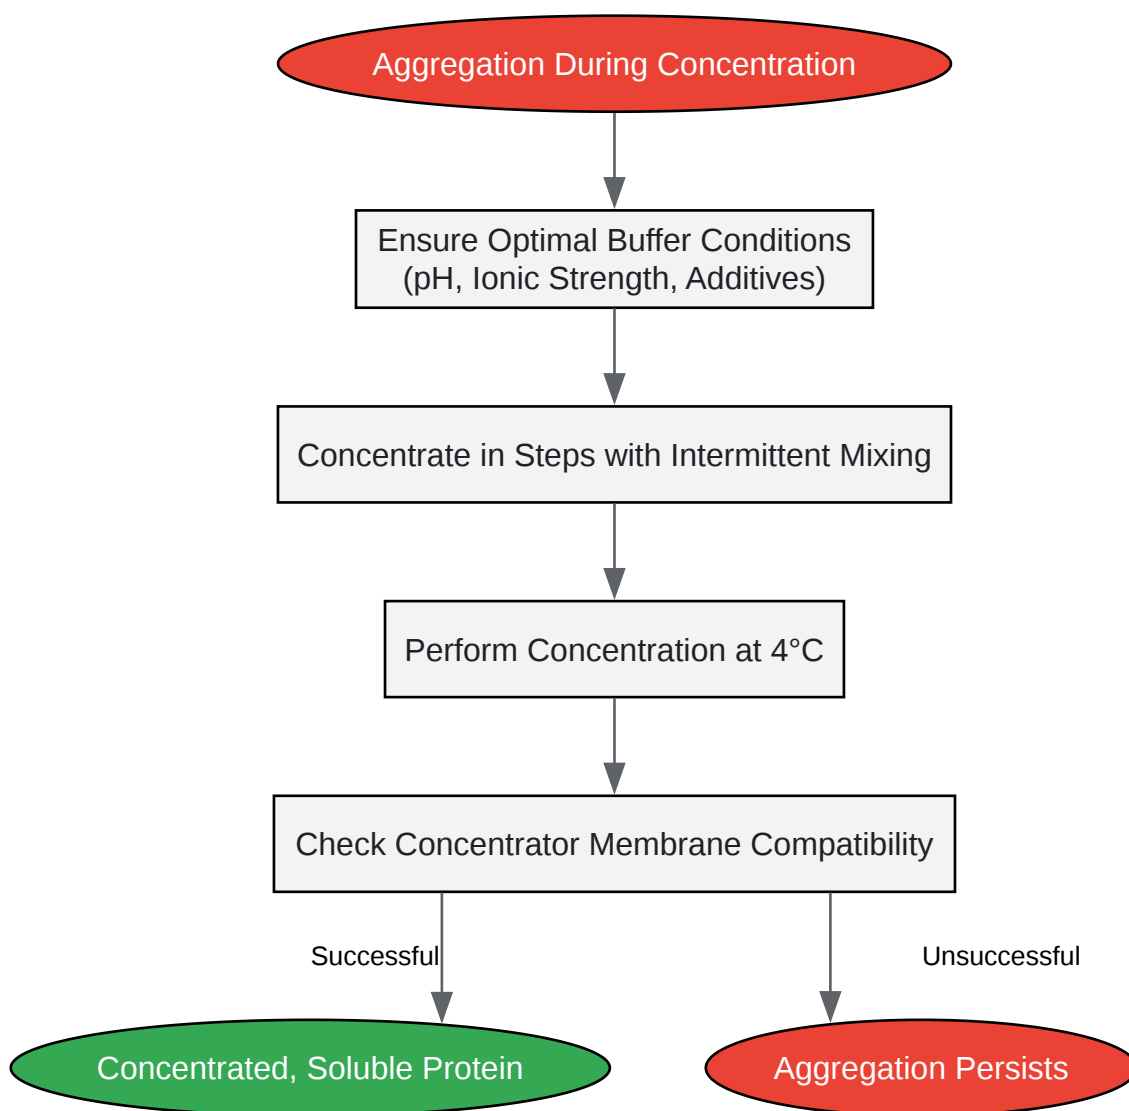 Aggregation During Concentration
Ensure Optimal Buffer Conditions
(pH, Ionic Strength, Additives)
Concentrate in Steps with Intermittent Mixing
Perform Concentration at 4°C
Check Concentrator Membrane Compatibility
Successful
Unsuccessful
Concentrated, Soluble Protein
Aggregation Persists